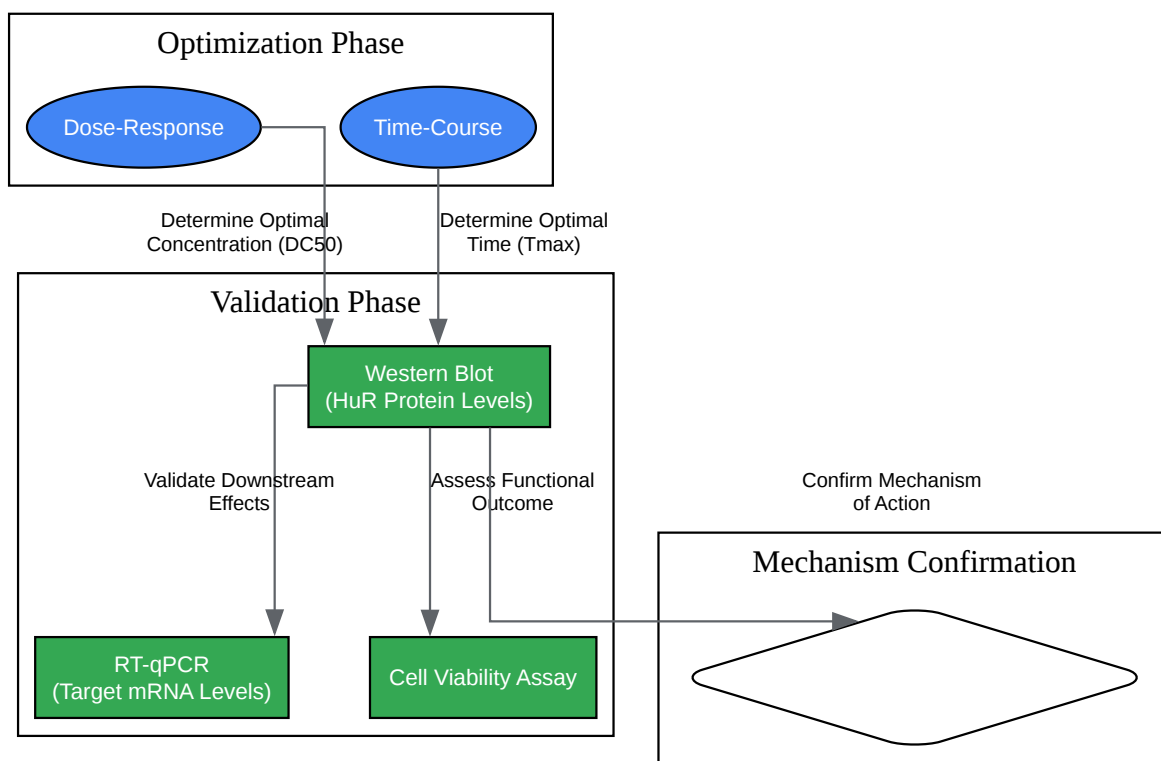 Optimization Phase
Dose-Response
Time-Course
Determine Optimal
Concentration (DC50)
Determine Optimal
Time (Tmax)
Validation Phase
Western Blot
(HuR Protein Levels)
Validate Downstream
Effects
Assess Functional
Outcome
Confirm Mechanism
of Action
Mechanism Confirmation
RT-qPCR
(Target mRNA Levels)
Cell Viability Assay